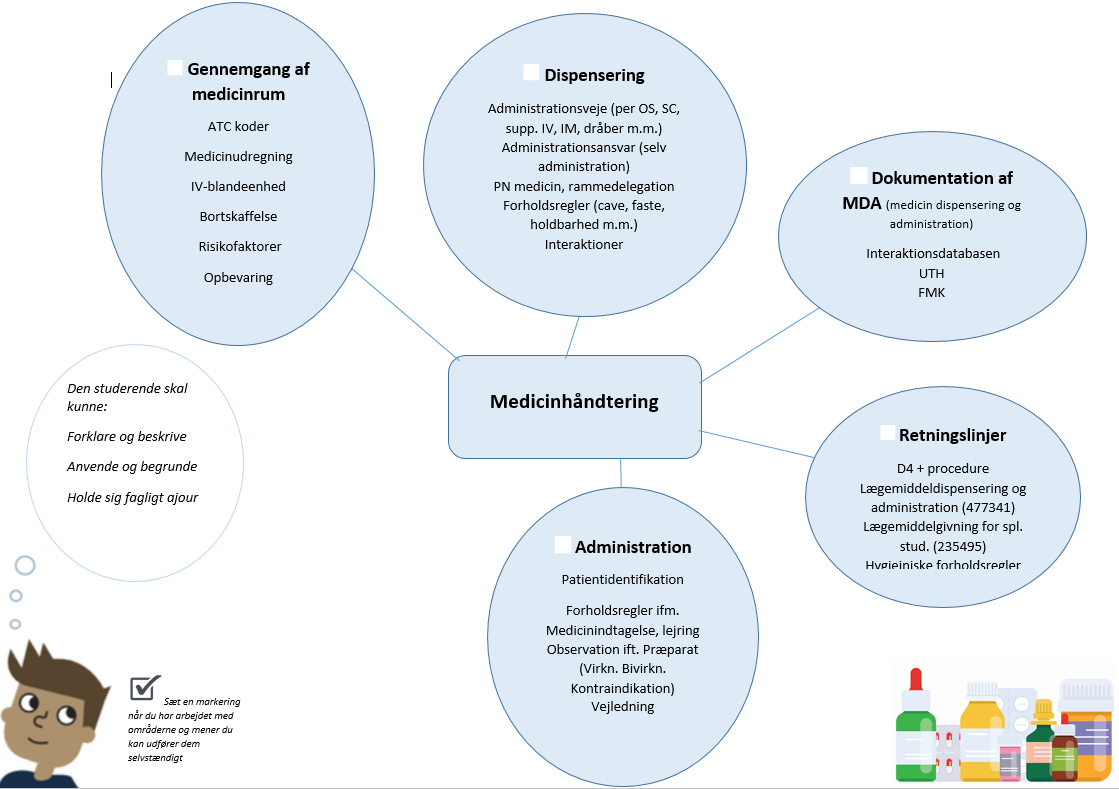 Gennemgang af
medicinrum
ATC koder
Medicinudregning
IV-blandeenhed
Bortskaffelse
Risikofaktorer
Opbevaring
Dispensering
Administrationsveje (per OS, SC,
supp. IV, IM, dråber m.m.)
Administrationsansvar (selv
administration)
PN medicin, rammedelegation
Forholdsregler (cave, faste,
holdbarhed m.m.)
Interaktioner
Dokumentation af
MDA (medicin dispensering og
administration)
Interaktionsdatabasen
UTH
FMK
Medicinhåndtering
Den studerende skal
kunne:
Forklare og beskrive
Anvende og begrunde
Holde sig fagligt ajour
Retningslinjer
D4 + procedure
Lægemiddeldispensering og
administration (477341)
Lægemiddelgivning for spl.
stud. (235495)
Hygiejniske forholdsregler
Administration
Patientidentifikation
Forholdsregler ifm.
Medicinindtagelse, lejring
Observation ift. Præparat
(Virkn. Bivirkn.
Kontraindikation)
Vejledning
Sæt en markering
når du har arbejdet med
områderne og mener du
kan udfører dem
selvstændigt